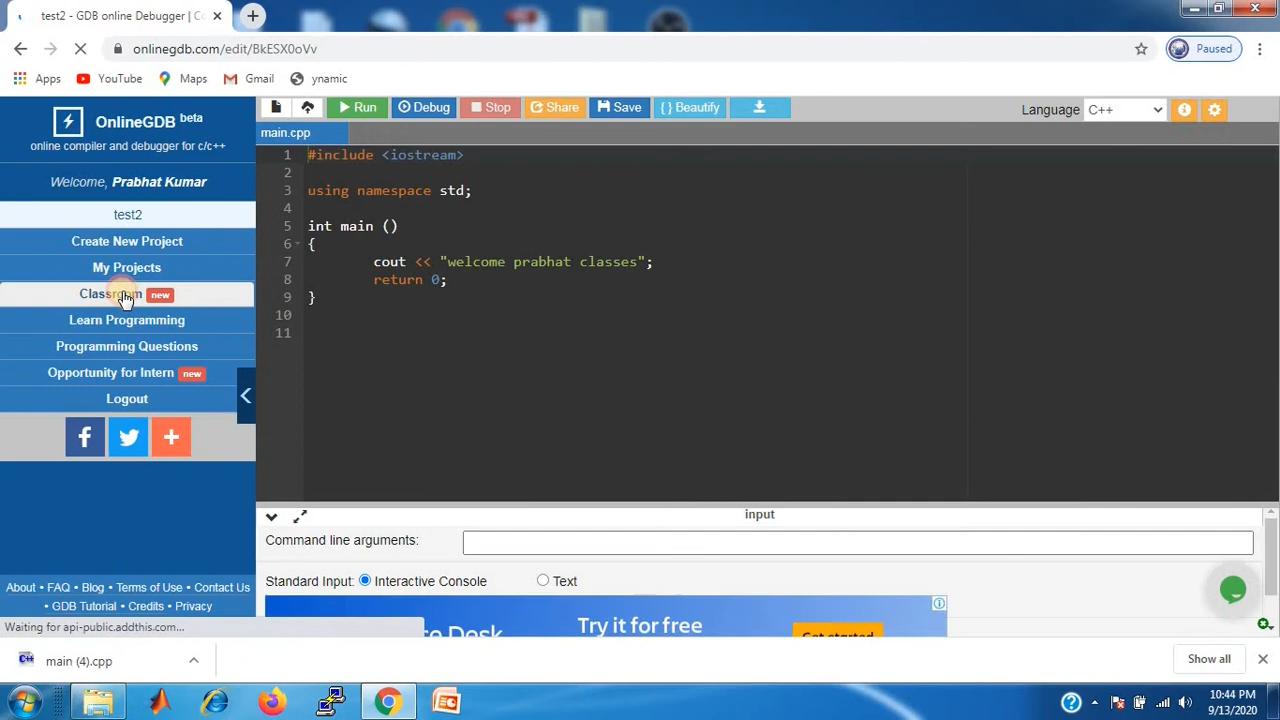 test2 - GDB online Debugger | Co
onlinegdb.com/edit/BkESX0oVv
Paused
Apps YouTube Maps Gmail ynamic
OnlineGDB beta
online compiler and debugger for c/c++
Welcome, Prabhat Kumar
test2
Create New Project
My Projects
Classroom new
Learn Programming
Programming Questions
Opportunity for Intern new
Logout
About • FAQ • Blog • Terms of Use • Contact Us
• GDB Tutorial • Credits • Privacy
Waiting for api-public.addthis.com...
Run Debug Stop Share Save { } Beautify
Language C++
main.cpp
1 #include <iostream>
2
3 using namespace std;
4
5 int main ()
6 {
7 cout << "welcome prabhat classes";
8 return 0;
9 }
10
11
input
Command line arguments:
Standard Input: Interactive Console Text
Desk
Try it for free
Get started
main (4).cpp
Show all
10:44 PM
9/13/2020